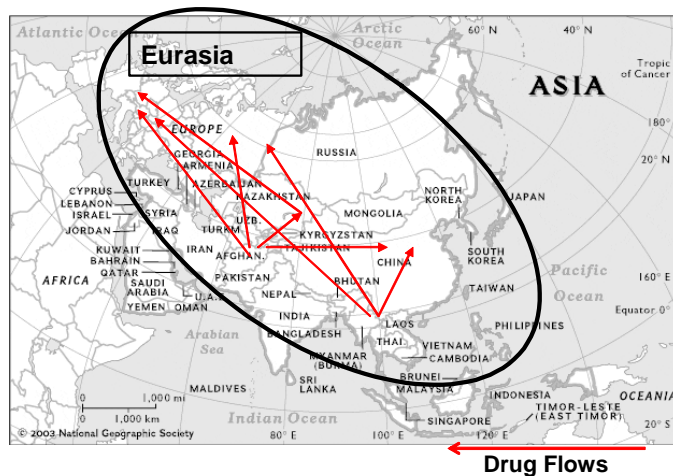 Atlantic Ocean
Arctic
Ocean
60° N
40° N
Eurasia
Tropic
of Cancer
ASIA
180°
EUROPE
RUSSIA
20° N
GEORGIA
ARMENIA
CYPRUS
TURKEY
AZERBAIJAN
KAZAKHSTAN
NORTH
KOREA
JAPAN
LEBANON
ISRAEL
SYRIA
UZB.
MONGOLIA
JORDAN
IRAQ
TURKM.
KYRGYZSTAN
TAJIKISTAN
SOUTH
KOREA
KUWAIT
IRAN
AFGHAN.
CHINA
Pacific
Ocean
BAHRAIN
QATAR
PAKISTAN
BHUTAN
160° E
AFRICA
SAUDI
ARABIA
U.A.E.
NEPAL
TAIWAN
YEMEN
OMAN
INDIA
LAOS
Equator 0°
Arabian
Sea
BANGLADESH
THAI.
PHILIPPINES
MYANMAR
(BURMA)
VIETNAM
CAMBODIA
MALDIVES
SRI
LANKA
BRUNEI
MALAYSIA
OCEANIA
0
1,000 mi
INDONESIA
0
1,000 km
Indian Ocean
SINGAPORE
TIMOR-LESTE
(EAST TIMOR)
20° S
© 2003 National Geographic Society
80° E
100° E
120° E
Drug Flows